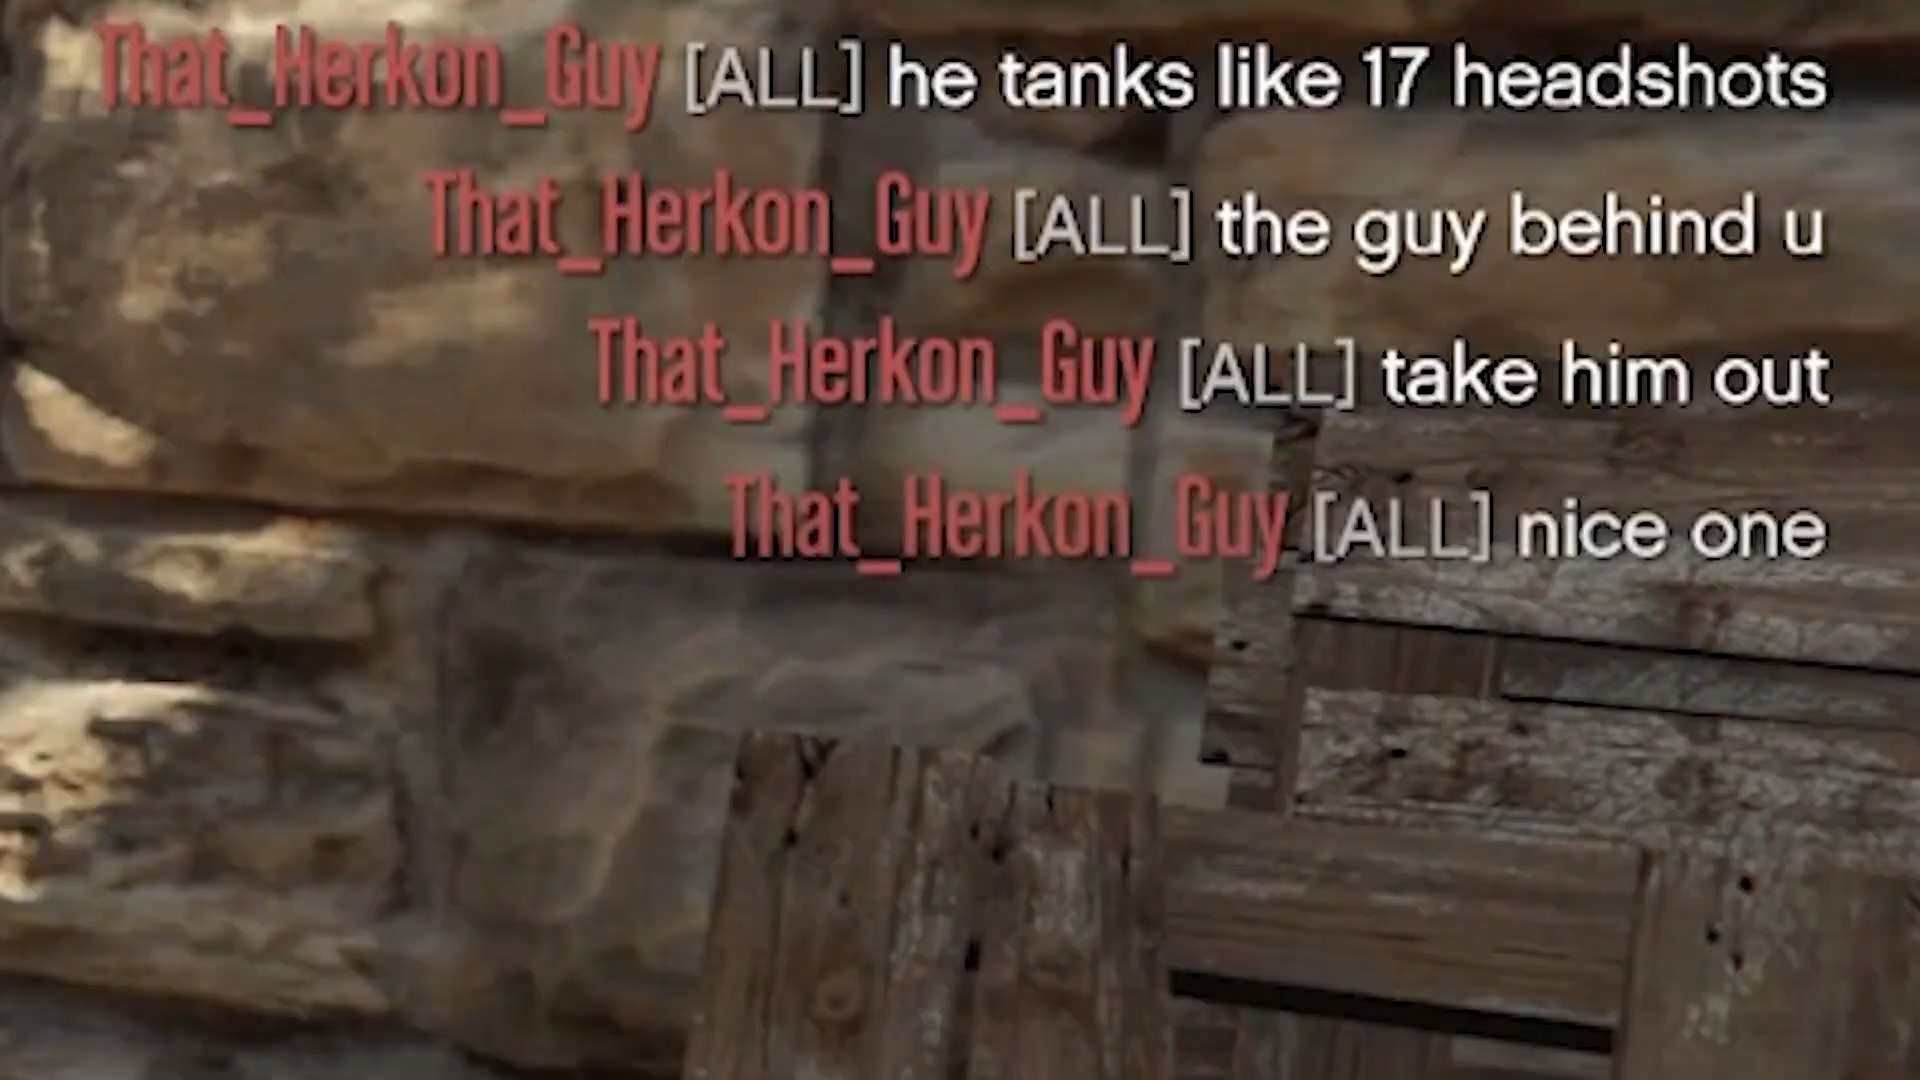 That_Herkon_Guy [ALL] he tanks like 17 headshots
That_Herkon_Guy [ALL] the guy behind u
That_Herkon_Guy [ALL] take him out
That_Herkon_Guy [ALL] nice one